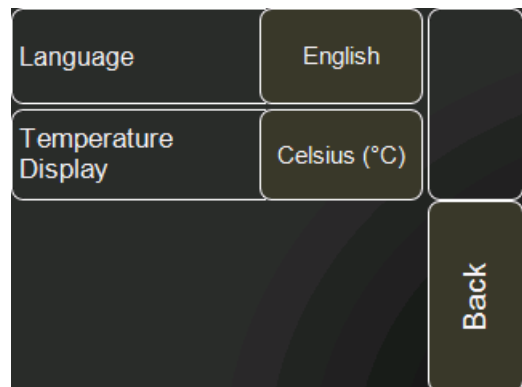 Language
English
Temperature
Display
Celsius (°C)
Back